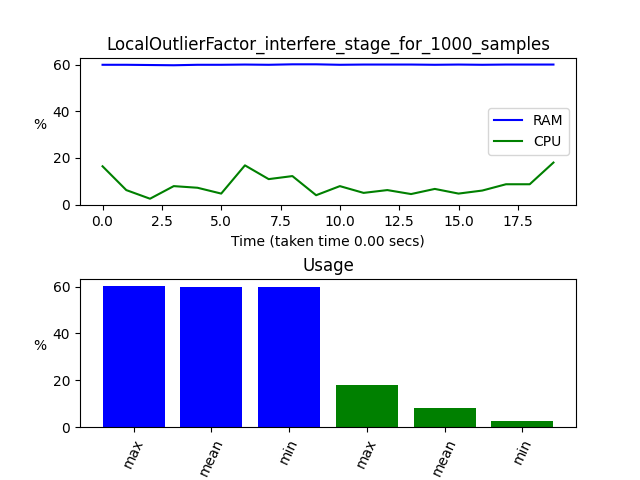 LocalOutlierFactor_interfere_stage_for_1000_samples
60
40
20
0
%
RAM
CPU
0.0 2.5 5.0 7.5 10.0 12.5 15.0 17.5
Time (taken time 0.00 secs)
Usage
60
40
20
0
%
max mean min max mean min